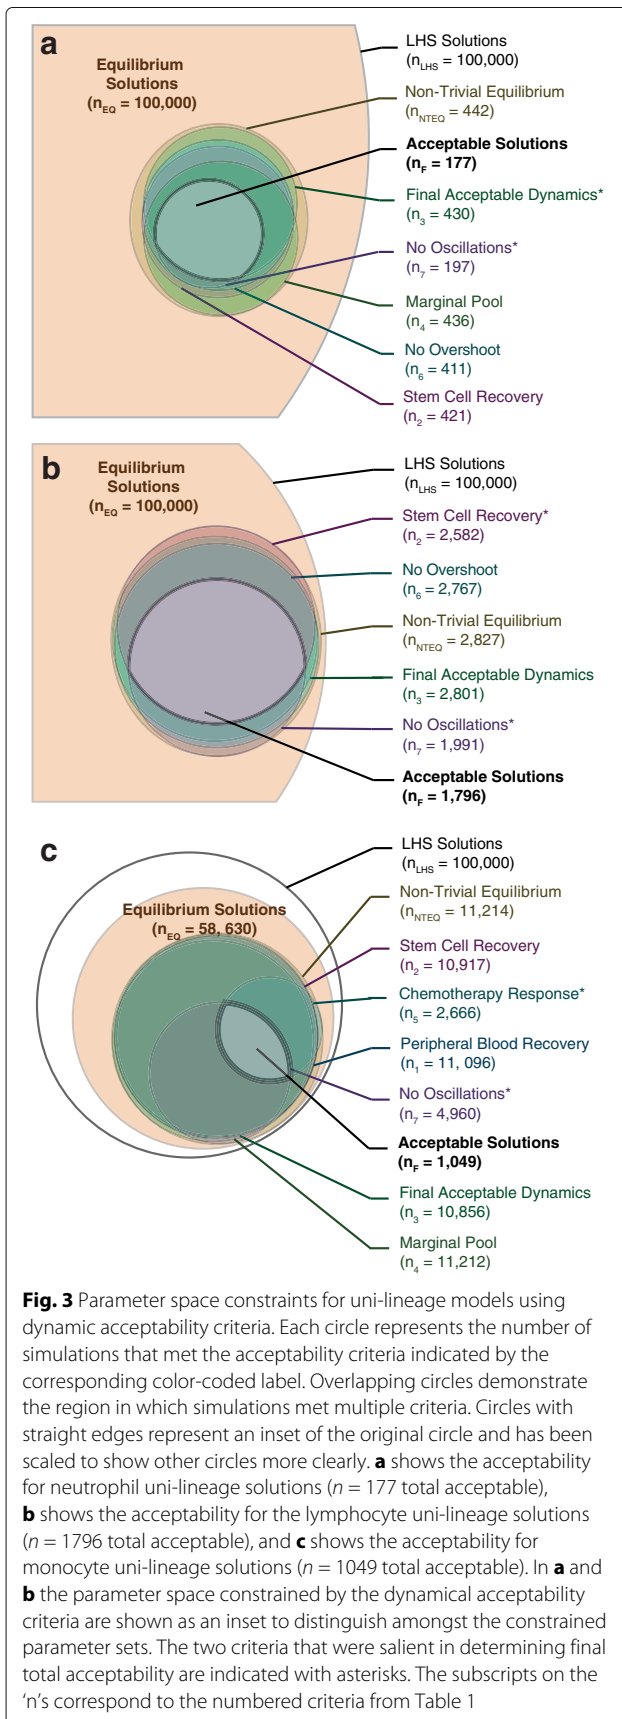 a
Equilibrium
Solutions
(nEQ = 100,000)
LHS Solutions
(nLHS = 100,000)
Non-Trivial Equilibrium
(nNTEQ = 442)
Acceptable Solutions
(nF = 177)
Final Acceptable Dynamics*
(n3 = 430)
No Oscillations*
(n7 = 197)
Marginal Pool
(n4 = 436)
No Overshoot
(n6 = 411)
Stem Cell Recovery
(n2 = 421)
b
Equilibrium
Solutions
(nEQ = 100,000)
LHS Solutions
(nLHS = 100,000)
Stem Cell Recovery*
(n2 = 2,582)
No Overshoot
(n6 = 2,767)
Non-Trivial Equilibrium
(nNTEQ = 2,827)
Final Acceptable Dynamics
(n3 = 2,801)
No Oscillations*
(n7 = 1,991)
Acceptable Solutions
(nF = 1,796)
c
Equilibrium Solutions
(nEQ = 58, 630)
LHS Solutions
(nLHS = 100,000)
Non-Trivial Equilibrium
(nNTEQ = 11,214)
Stem Cell Recovery
(n2 = 10,917)
Chemotherapy Response*
(n5 = 2,666)
Peripheral Blood Recovery
(n1 = 11, 096)
No Oscillations*
(n7 = 4,960)
Acceptable Solutions
(nF = 1,049)
Final Acceptable Dynamics
(n3 = 10,856)
Marginal Pool
(n4 = 11,212)
Fig. 3 Parameter space constraints for uni-lineage models using
dynamic acceptability criteria. Each circle represents the number of
simulations that met the acceptability criteria indicated by the
corresponding color-coded label. Overlapping circles demonstrate
the region in which simulations met multiple criteria. Circles with
straight edges represent an inset of the original circle and has been
scaled to show other circles more clearly. a shows the acceptability
for neutrophil uni-lineage solutions (n = 177 total acceptable),
b shows the acceptability for the lymphocyte uni-lineage solutions
(n = 1796 total acceptable), and c shows the acceptability for
monocyte uni-lineage solutions (n = 1049 total acceptable). In a and
b the parameter space constrained by the dynamical acceptability
criteria are shown as an inset to distinguish amongst the constrained
parameter sets. The two criteria that were salient in determining final
total acceptability are indicated with asterisks. The subscripts on the
'n's correspond to the numbered criteria from Table 1